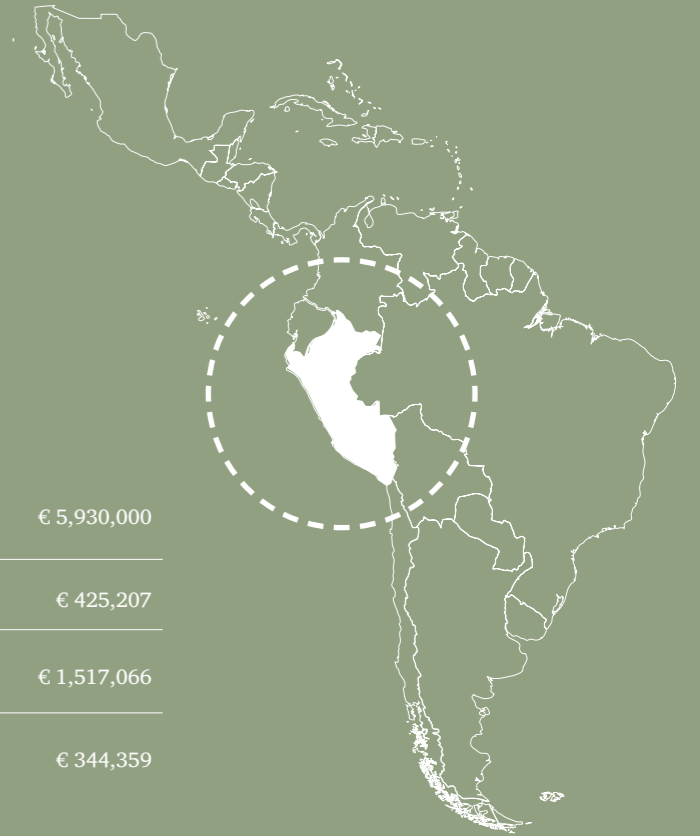 € 5,930,000
€ 425,207
€ 1,517,066
€ 344,359